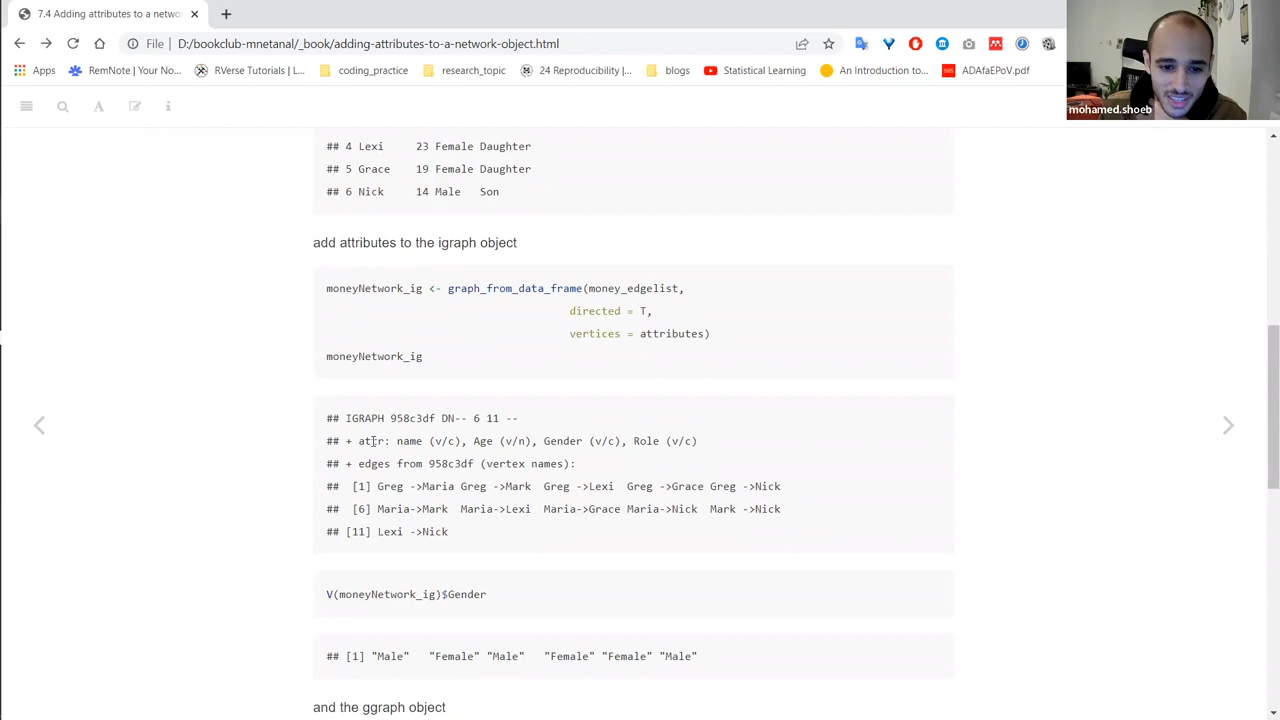 7.4 Adding attributes to a netwo
File
D:/bookclub-mnetanal/_book/adding-attributes-to-a-network-object.html
Apps
RemNote | Your No...
RVerse Tutorials | L...
coding_practice
research_topic
24 Reproducibility |...
blogs
Statistical Learning
An Introduction to...
ADAfaEPoV.pdf
mohamed.shoeb
## 4 Lexi 23 Female Daughter
## 5 Grace 19 Female Daughter
## 6 Nick 14 Male Son
add attributes to the igraph object
moneyNetwork_ig <- graph_from_data_frame(money_edgelist,
directed = T,
vertices = attributes)
moneyNetwork_ig
## IGRAPH 958c3df DN-- 6 11 --
## + attr: name (v/c), Age (v/n), Gender (v/c), Role (v/c)
## + edges from 958c3df (vertex names):
## [1] Greg ->Maria Greg ->Mark Greg ->Lexi Greg ->Grace Greg ->Nick
## [6] Maria->Mark Maria->Lexi Maria->Grace Maria->Nick Mark ->Nick
## [11] Lexi ->Nick
V(moneyNetwork_ig)$Gender
## [1] "Male" "Female" "Male" "Female" "Female" "Male"
and the ggraph object